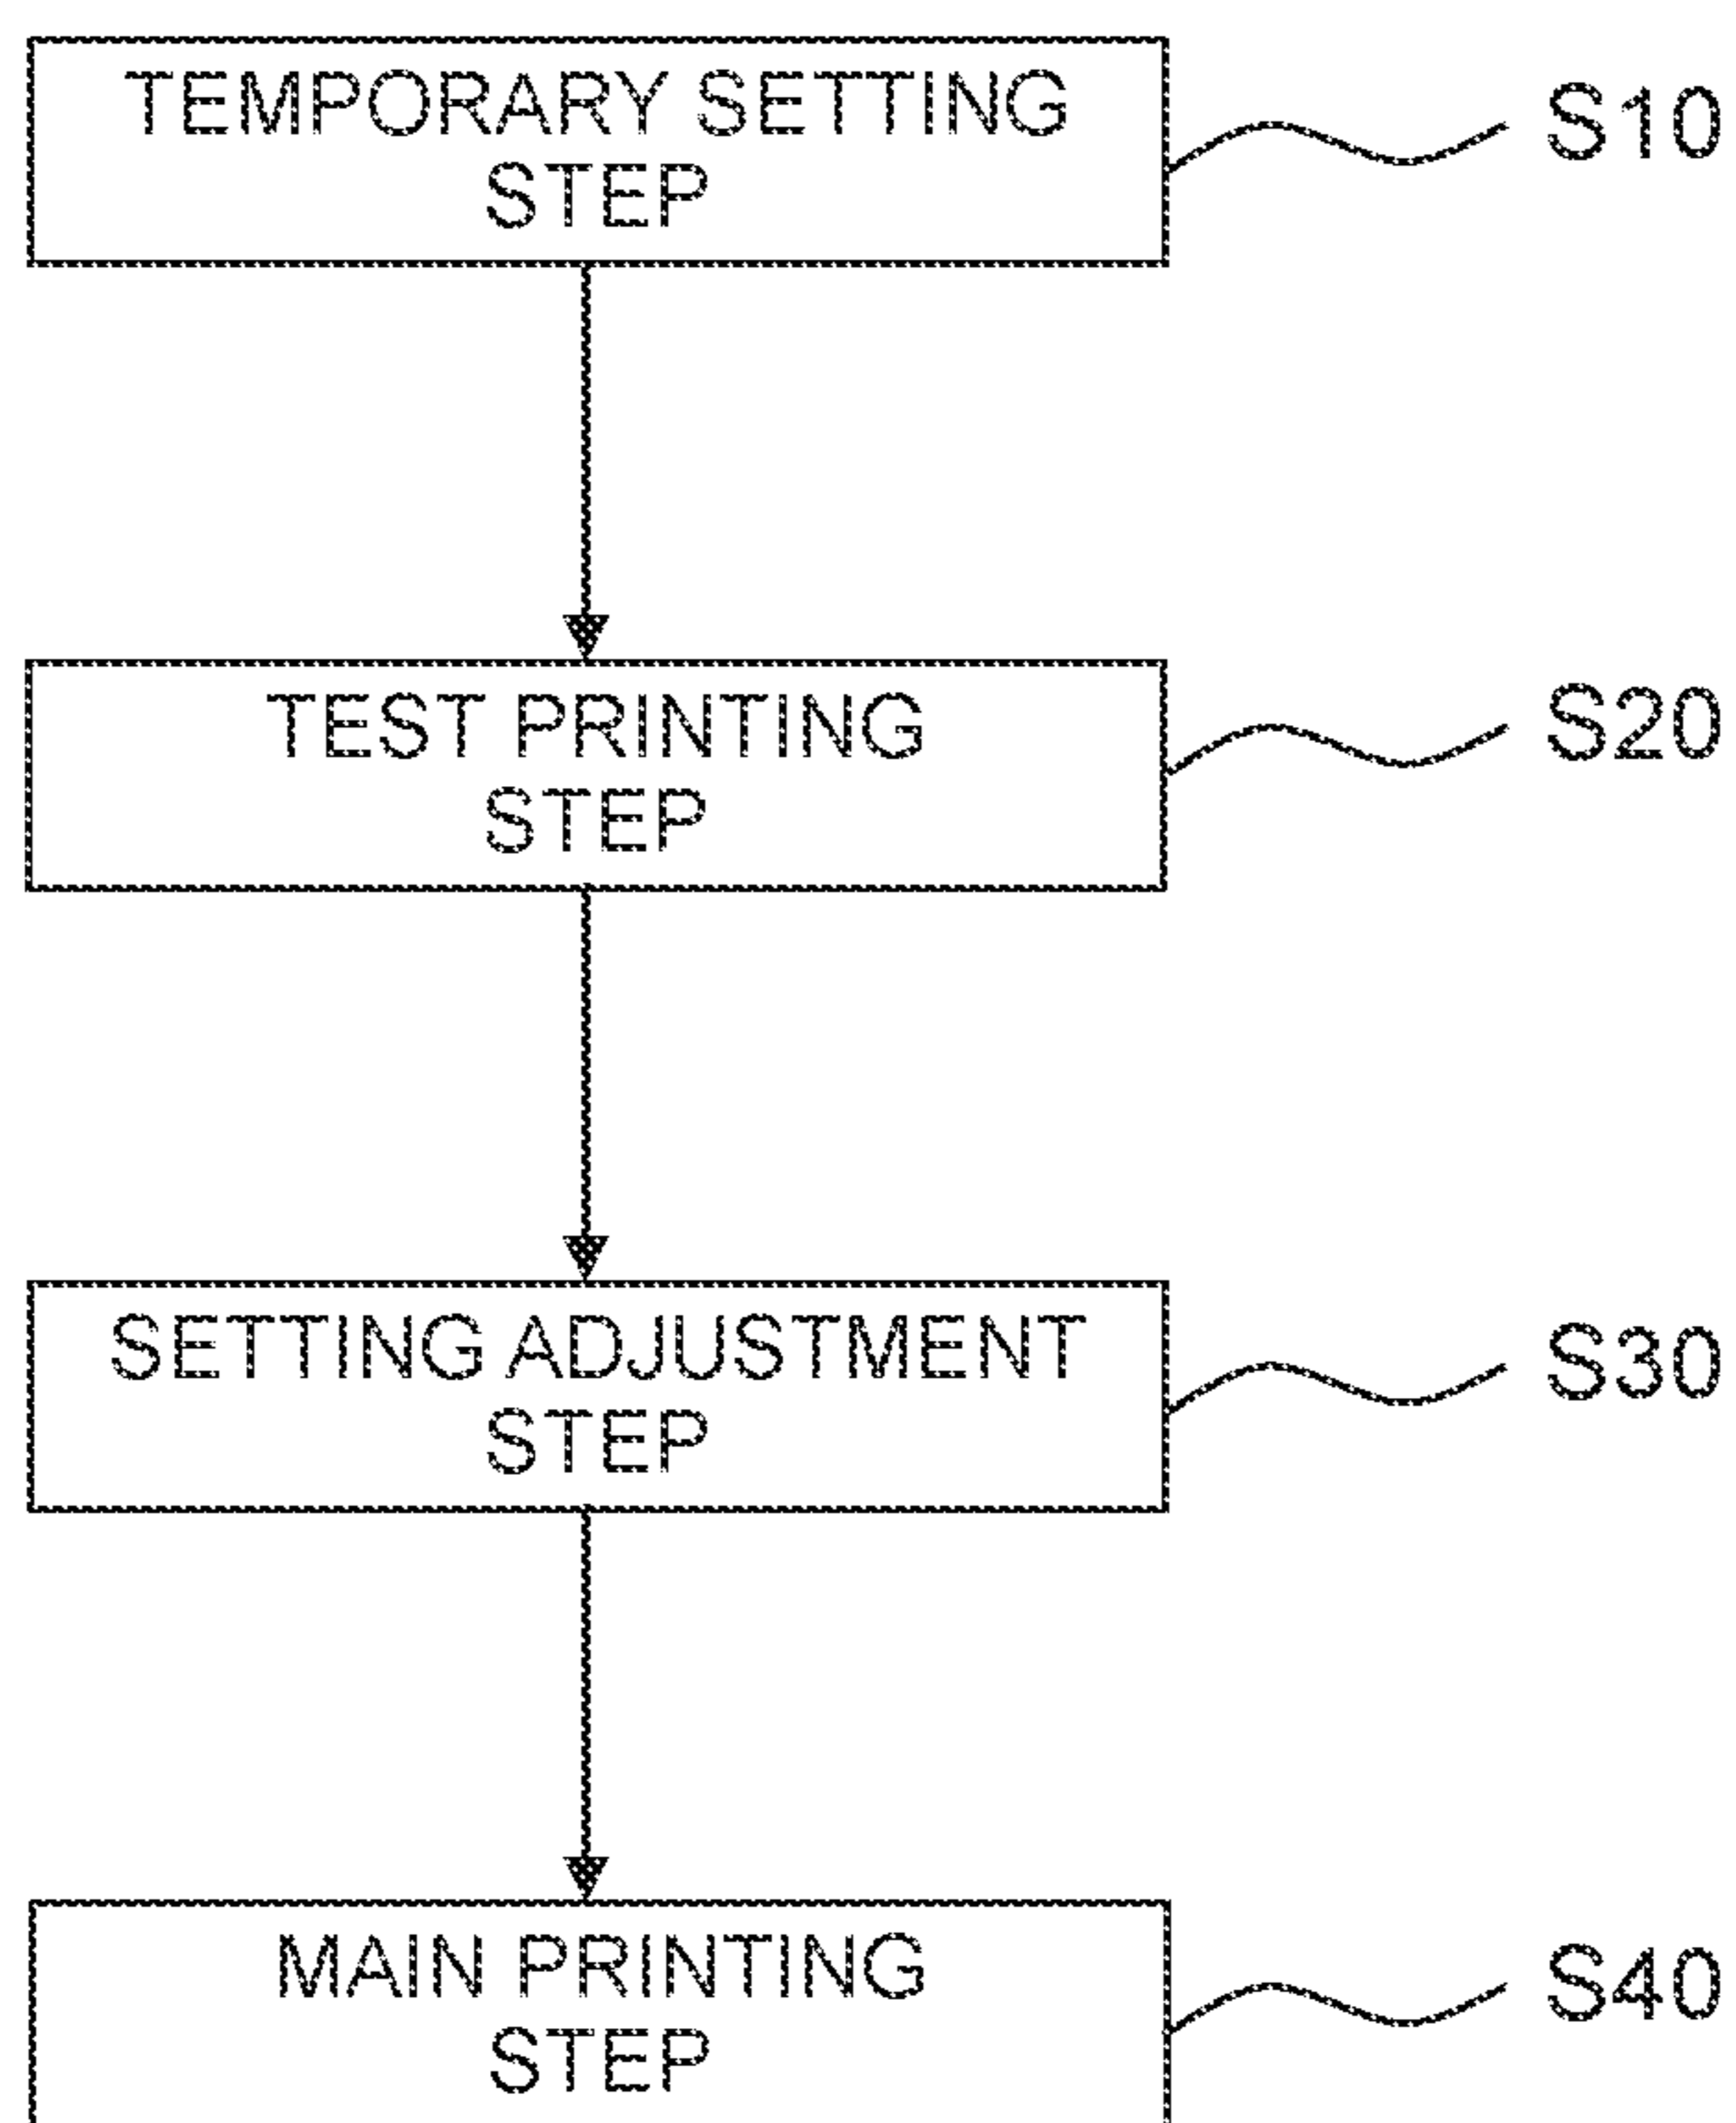 TEMPORARY SETTING
STEP
S10
TEST PRINTING
STEP
S20
SETTING ADJUSTMENT
STEP
S30
MAIN PRINTING
STEP
S40